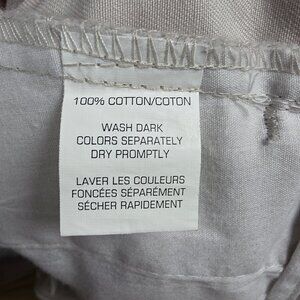 100% COTTON/COTON
WASH DARK
COLORS SEPARATELY
DRY PROMPTLY
LAVER LES COULEURS
FONCÉES SÉPARÉMENT
SÉCHER RAPIDEMENT